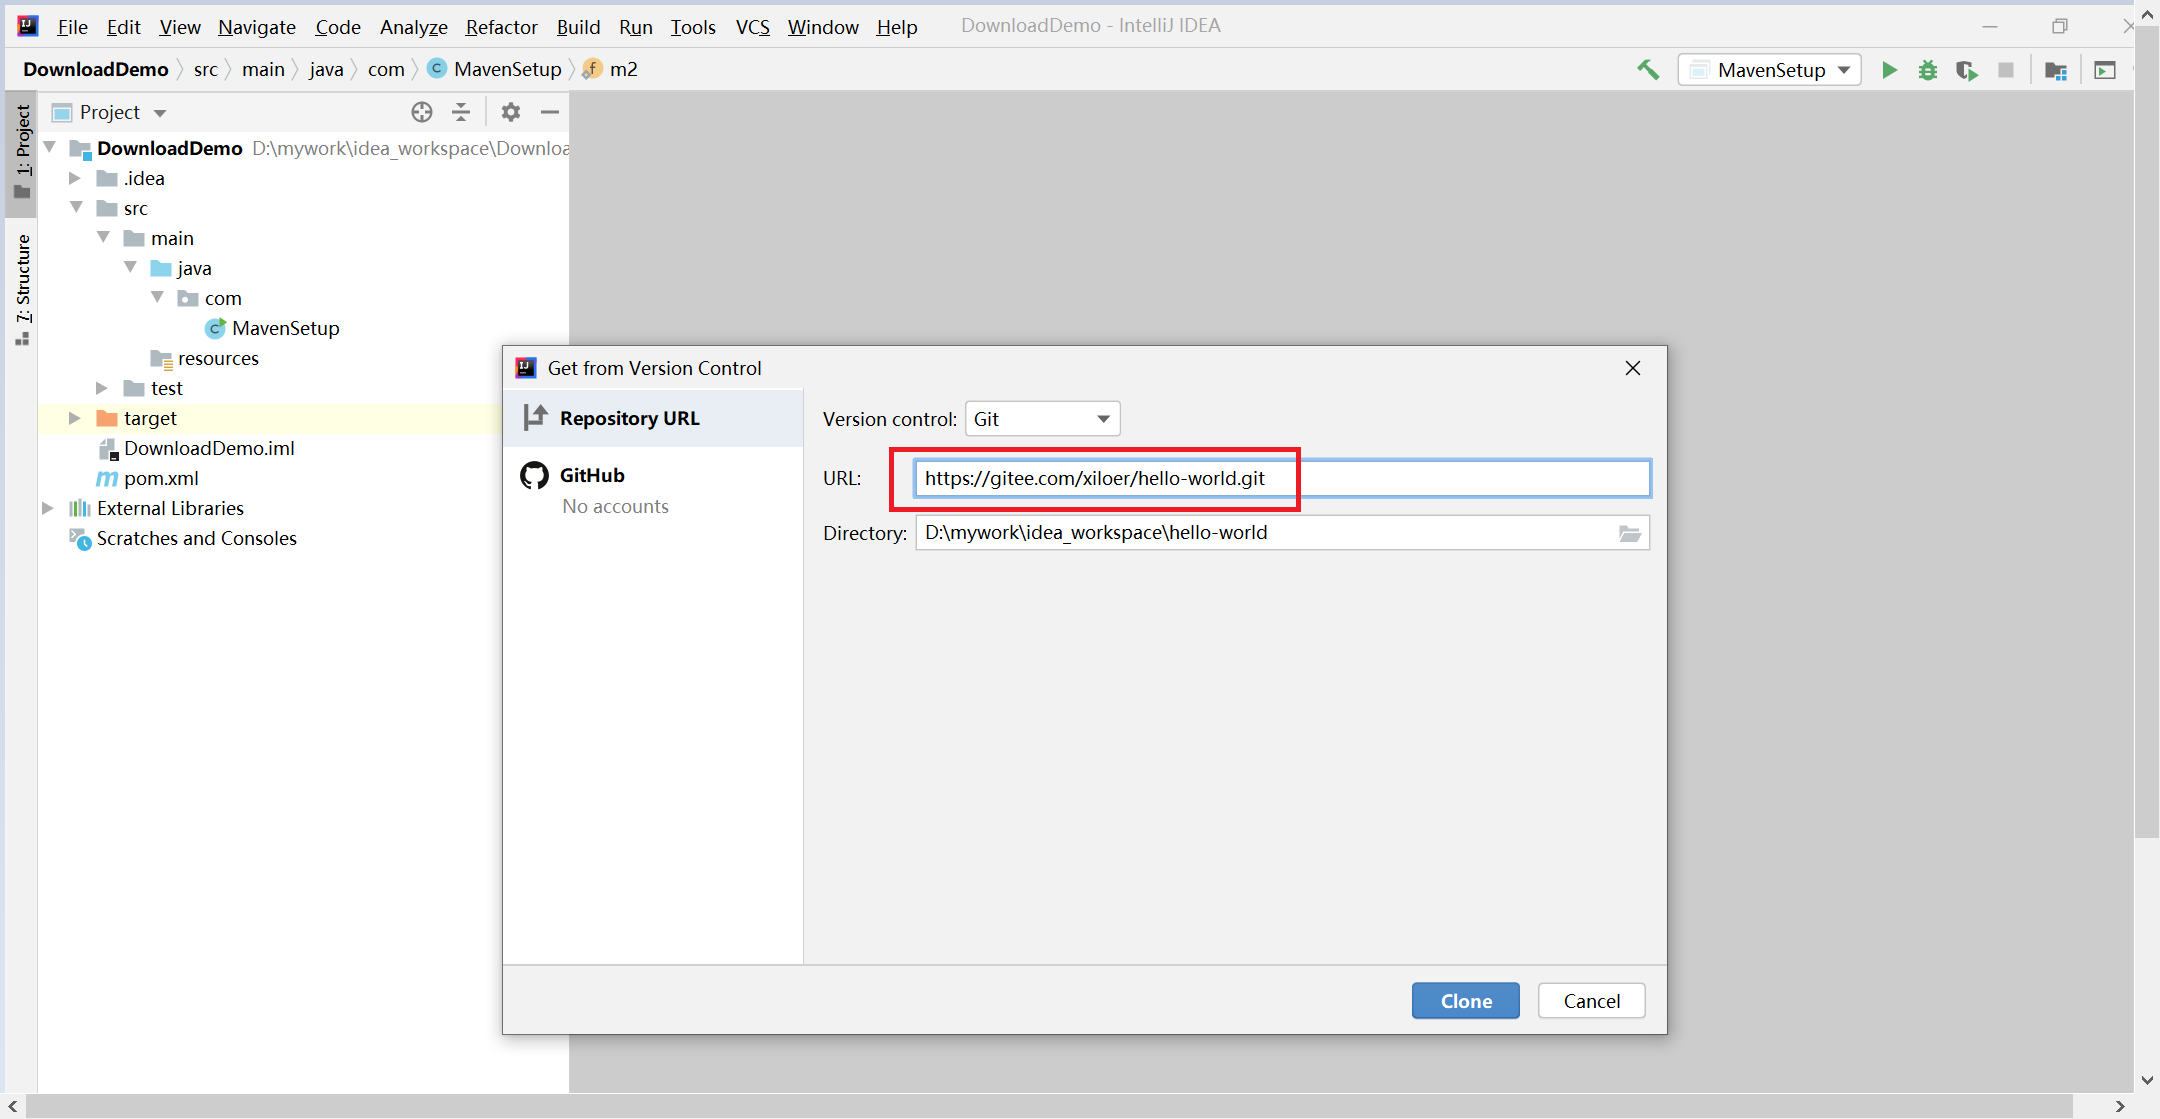 File Edit View Navigate Code Analyze Refactor Build Run Tools VCS Window Help DownloadDemo - IntelliJ IDEA
DownloadDemo src main java com MavenSetup m2 MavenSetup
1: Project
7: Structure
Project
DownloadDemo D:\mywork\idea_workspace\Downloa
.idea
src
main
java
com
MavenSetup
resources
test
target
DownloadDemo.iml
pom.xml
External Libraries
Scratches and Consoles
Get from Version Control
Repository URL
GitHub
No accounts
Version control: Git
URL: https://gitee.com/xiloer/hello-world.git
Directory: D:\mywork\idea_workspace\hello-world
Clone Cancel